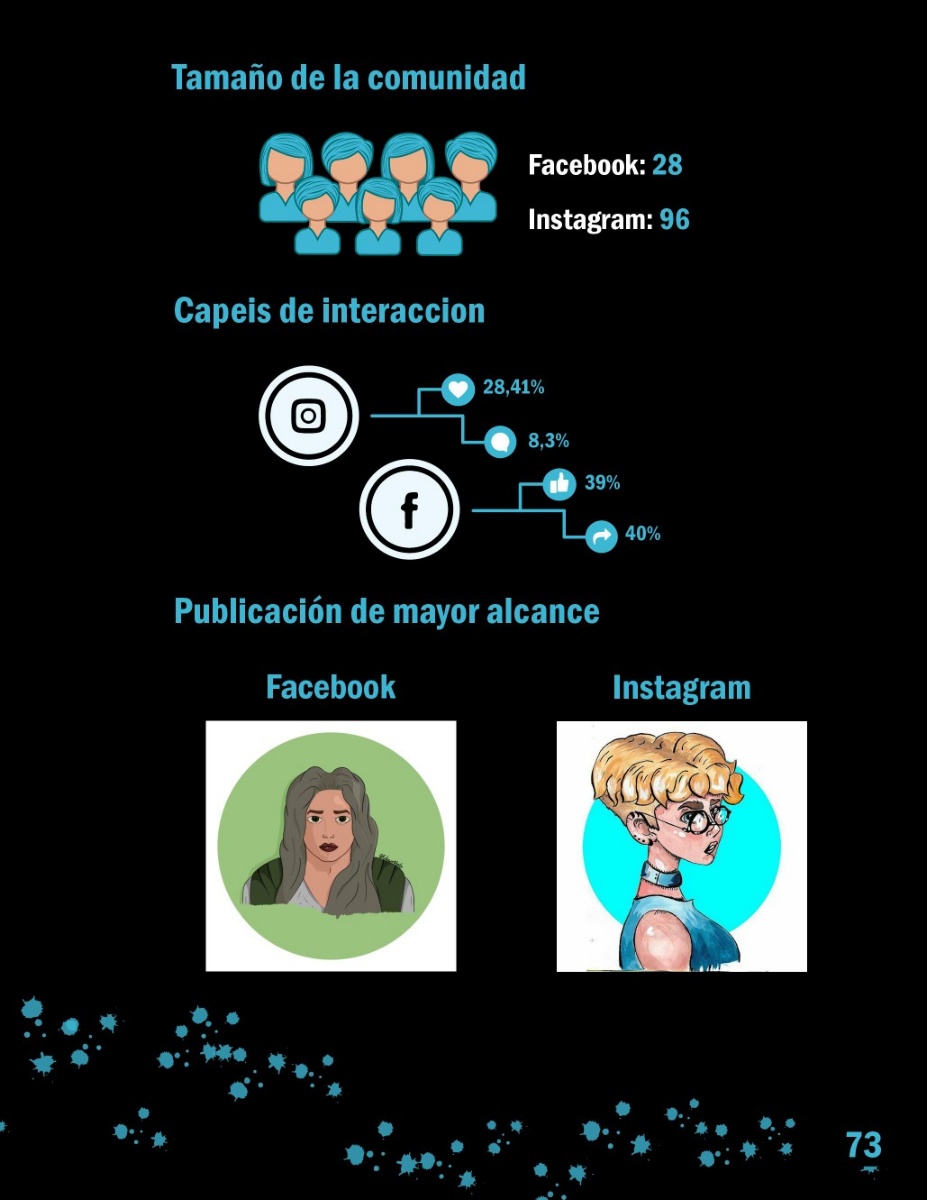 Tamaño de la comunidad
Facebook: 28
Instagram: 96
Capeis de interaccion
28,41%
8,3%
39%
40%
Publicación de mayor alcance
Facebook
Instagram
73